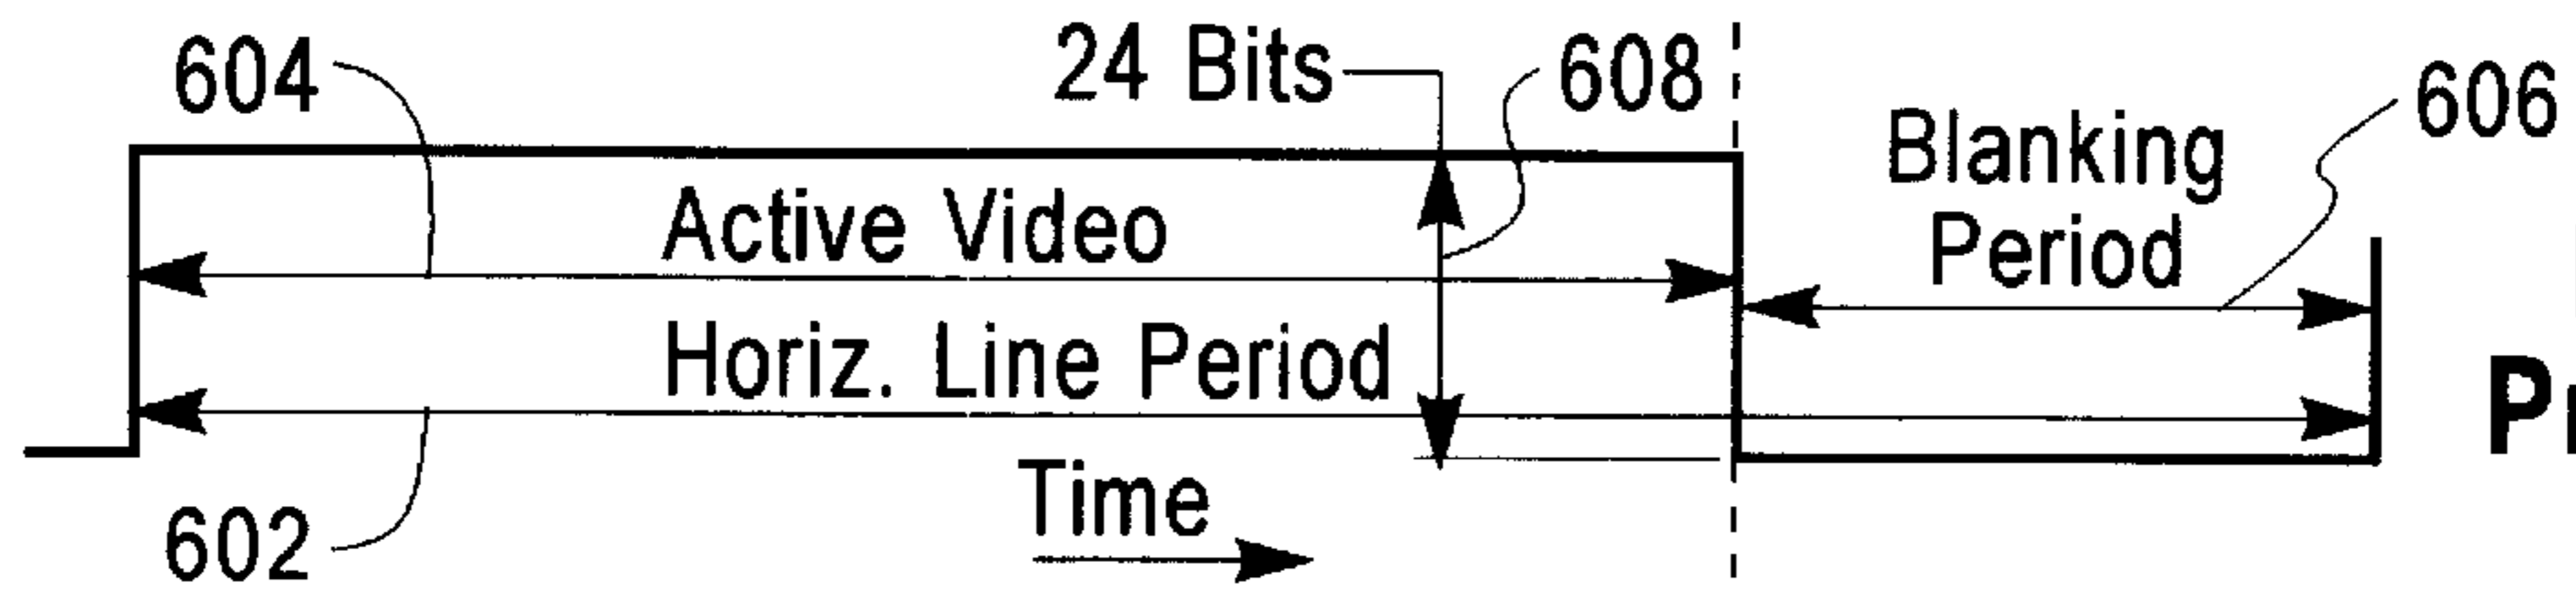 604
24 Bits
608
606
Blanking
Period
Active Video
Horiz. Line Period
Time
602